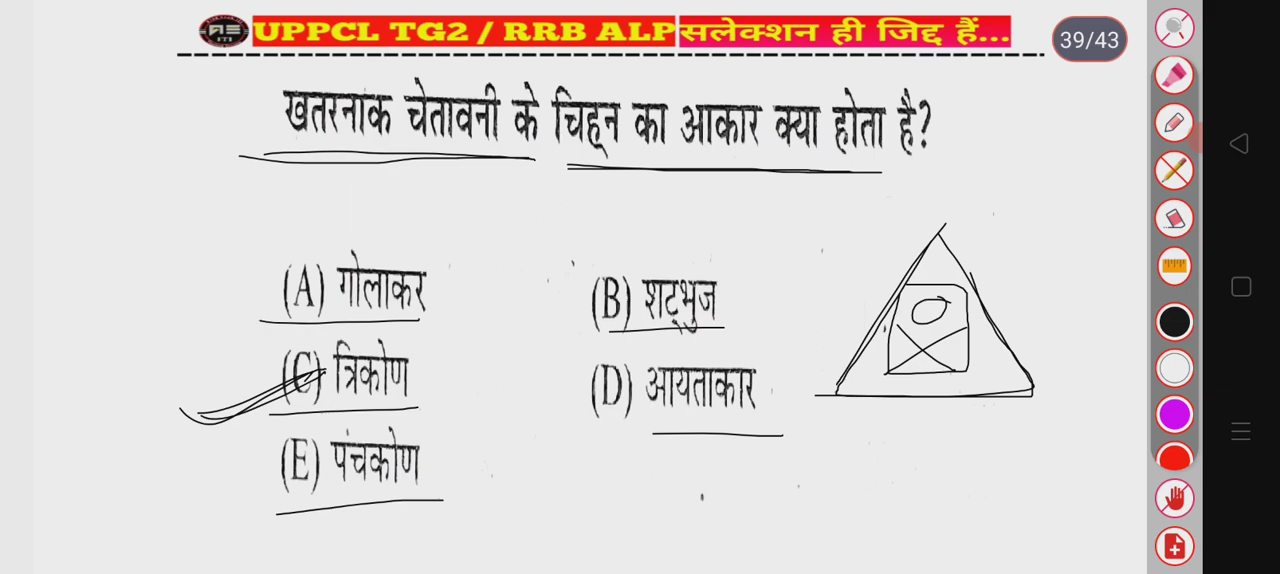 UPPCL TG2 / RRB ALP सलेक्शन ही जिद्द हैं...
39/43
खतरनाक चेतावनी के चिह्न का आकार क्या होता है?
(A) गोलाकर
(B) शट्भुज
(C) त्रिकोण
(D) आयताकार
(E) पंचकोण